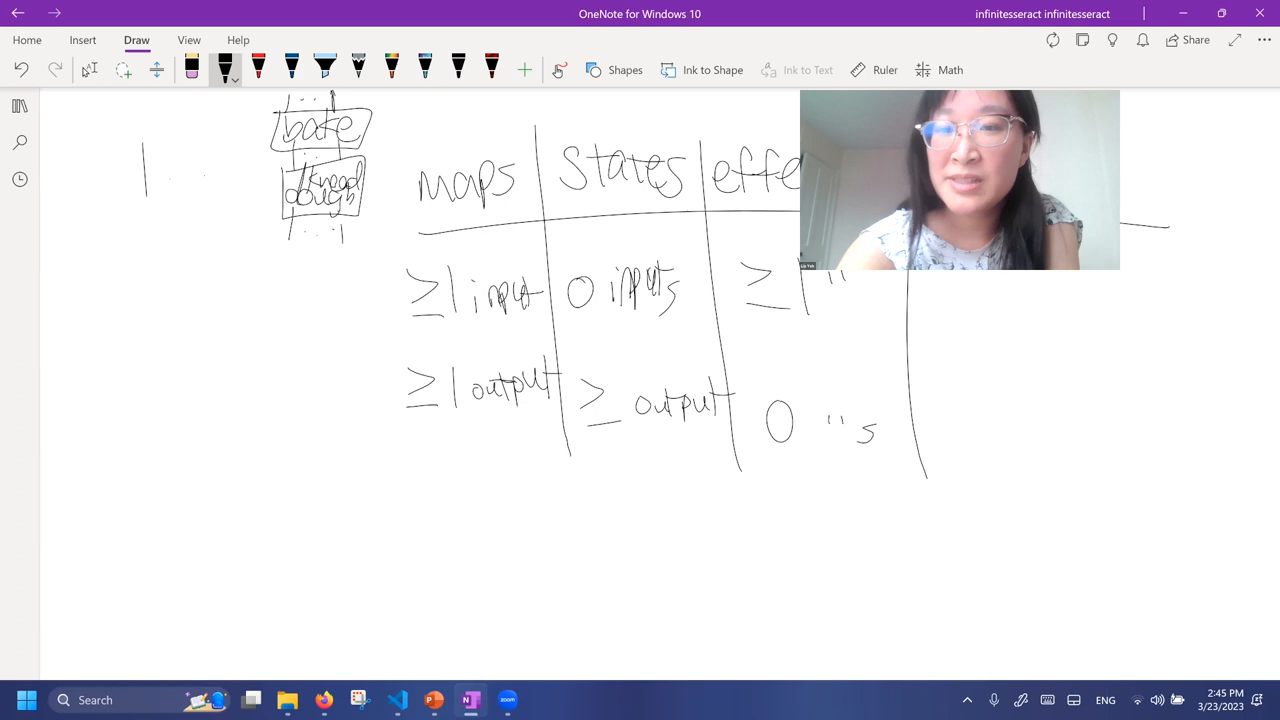 OneNote for Windows 10
infinitesseract infinitesseract
Home Insert Draw View Help
Share
Shapes Ink to Shape Ink to Text Ruler Math
bake
knead
dough
maps states effe
≥1 input 0 inputs ≥1 "
≥1 output ≥ output 0 "s
Search
zoom
ENG
2:45 PM
3/23/2023